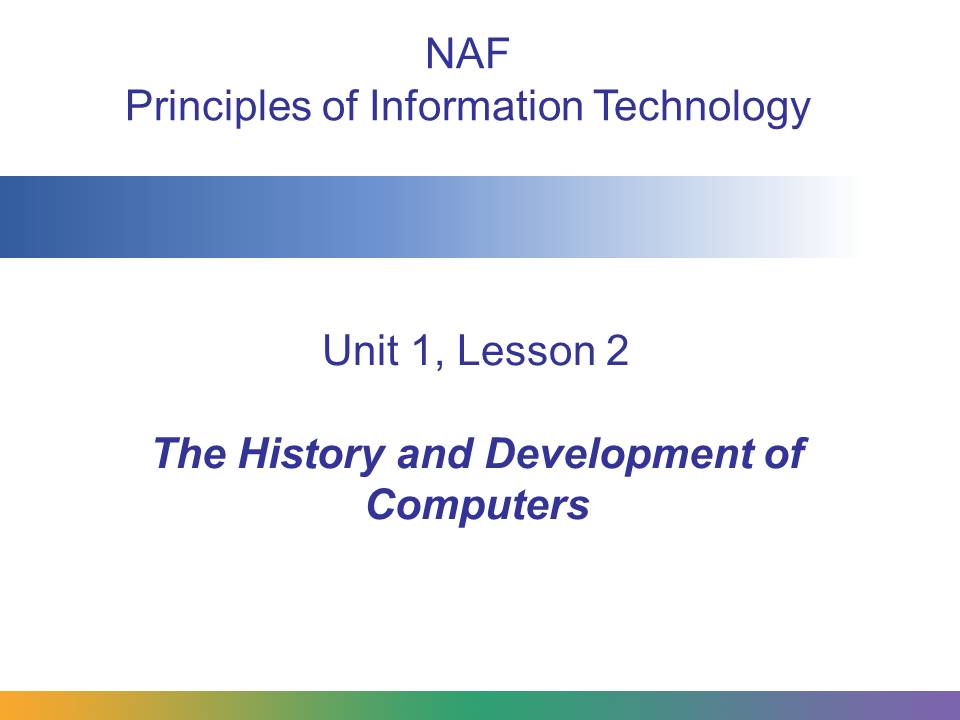 NAF
Principles of Information Technology
Unit 1, Lesson 2
The History and Development of
Computers